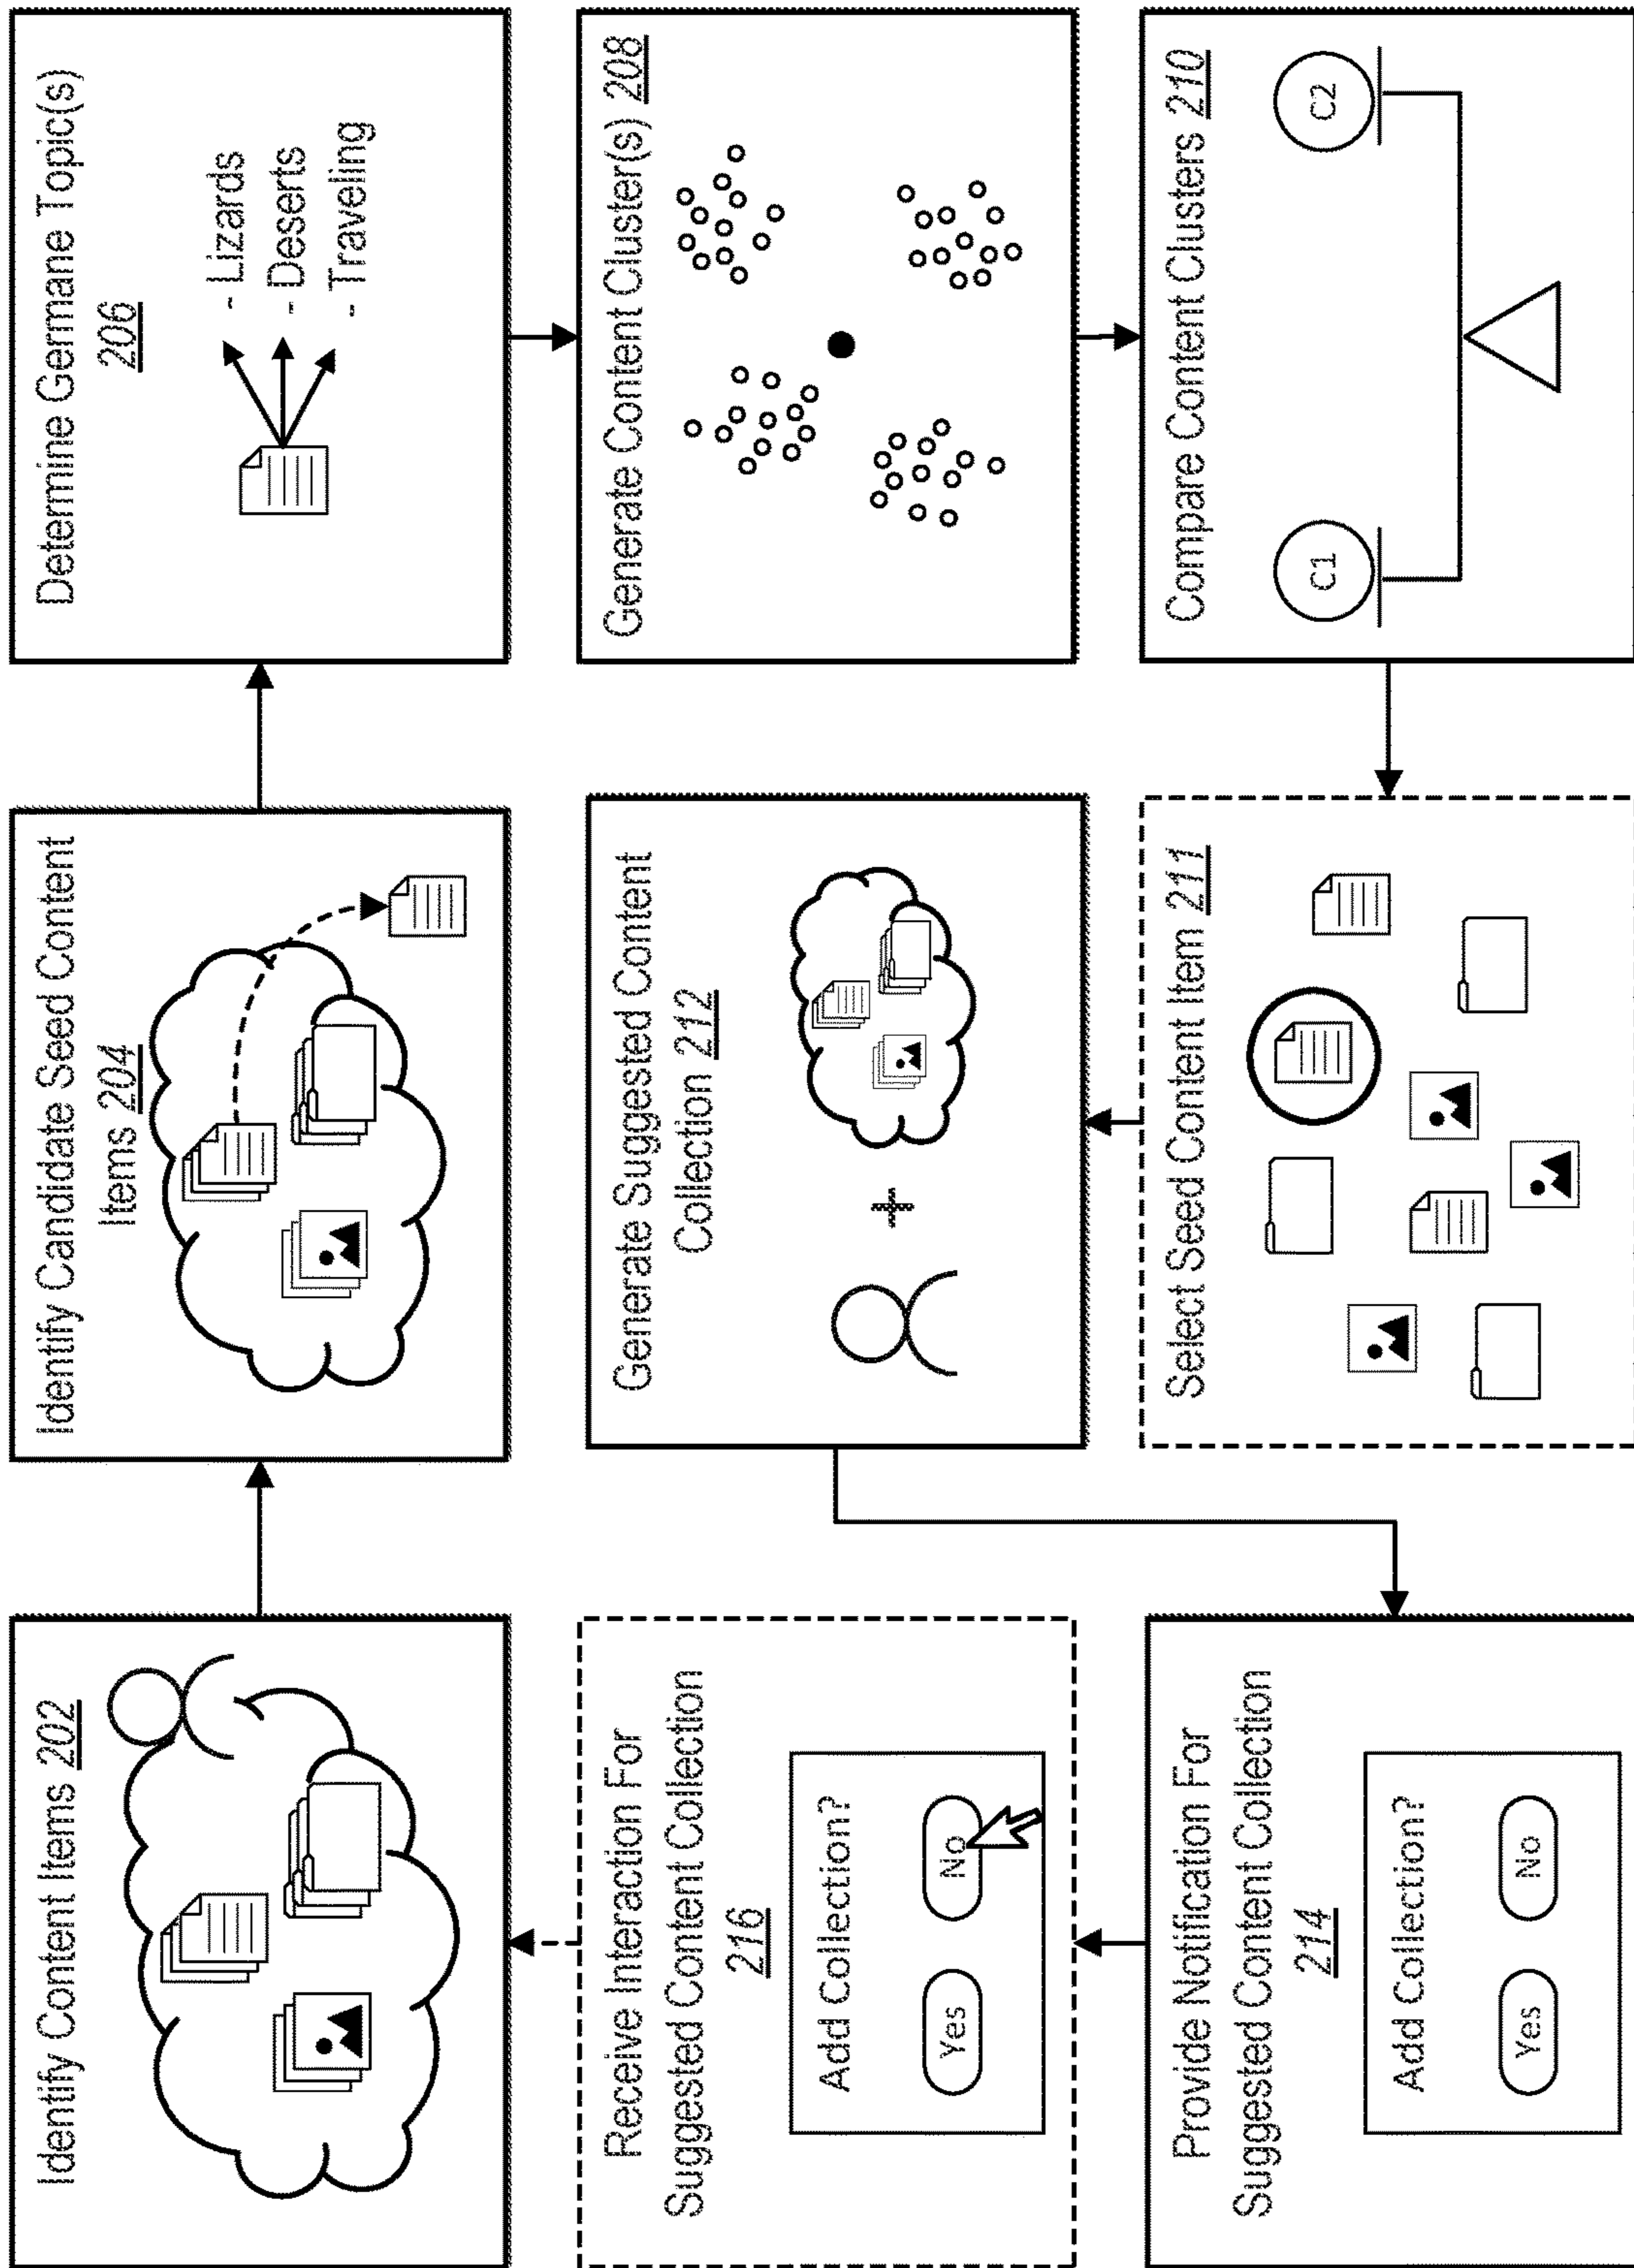 Identify Content Items 202
Identify Candidate Seed Content
Items 204
Determine Germane Topic(s)
206
- Lizards
- Deserts
- Traveling
Generate Content Cluster(s) 208
Compare Content Clusters 210
C1
C2
Select Seed Content Item 211
Generate Suggested Content
Collection 212
Provide Notification For
Suggested Content Collection
214
Add Collection?
Yes
No
Receive Interaction For
Suggested Content Collection
216
Add Collection?
Yes
No